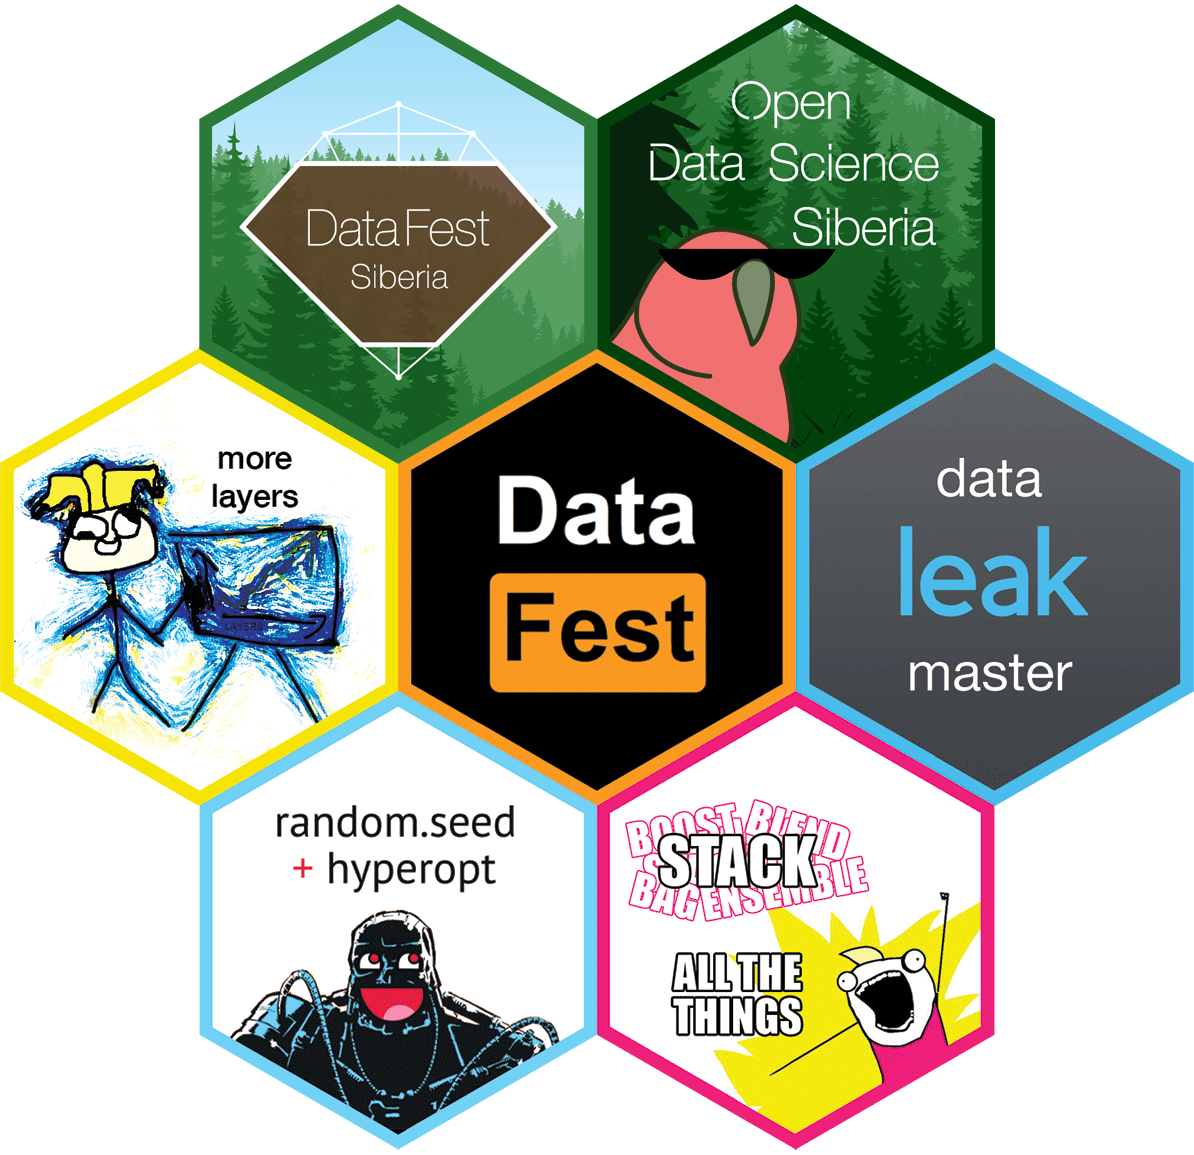 DataFest
Siberia
Open
Data Science
Siberia
more
layers
LAYERS
Data
Fest
data
leak
master
random.seed
+ hyperopt
BOOST BLEND
STACK
BAG ENSEMBLE
ALL THE
THINGS